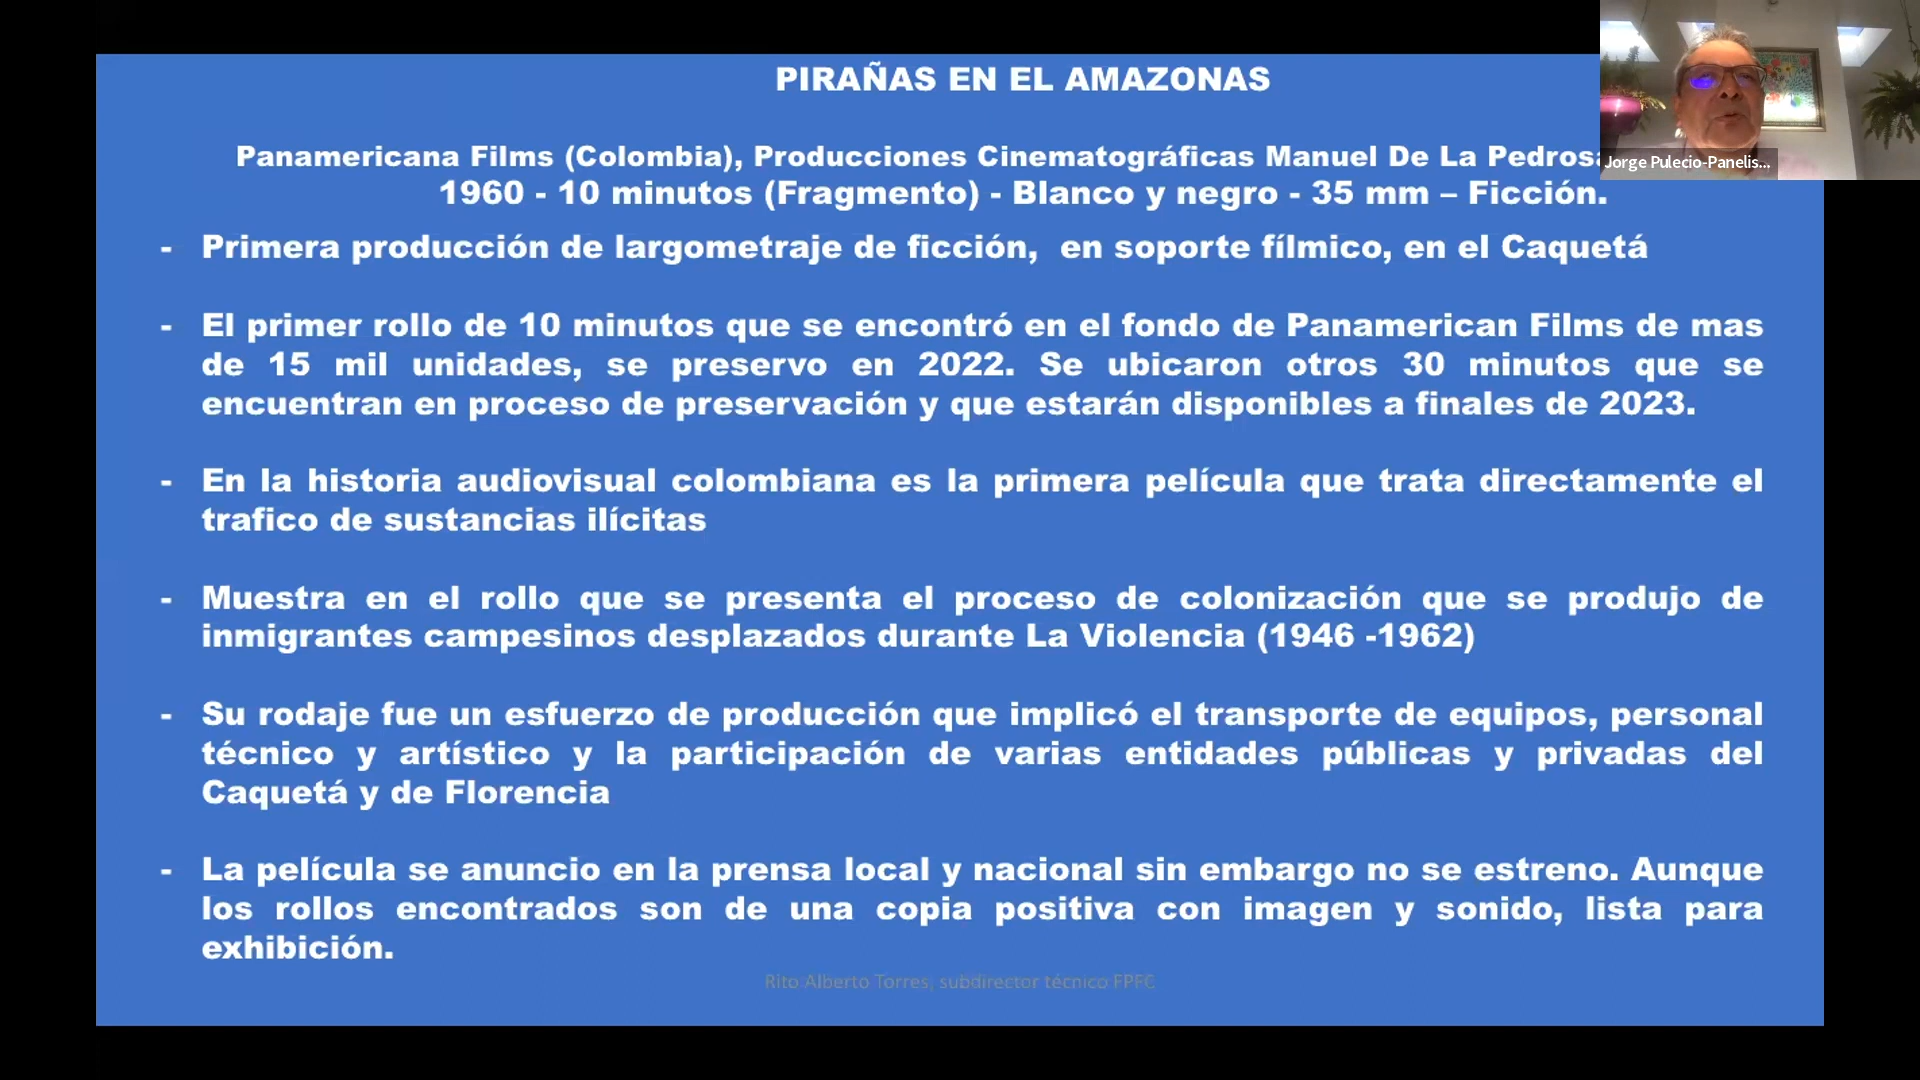 PIRAÑAS EN EL AMAZONAS
Panamericana Films (Colombia), Producciones Cinematográficas Manuel De La
1960 - 10 minutos (Fragmento) - Blanco y negro - 35 mm – Ficción.
Jorge Pulecio-Panelis...
- Primera producción de largometraje de ficción, en soporte fílmico, en el Caquetá
- El primer rollo de 10 minutos que se encontró en el fondo de Panamerican Films de mas
de 15 mil unidades, se preservo en 2022. Se ubicaron otros 30 minutos que se
encuentran en proceso de preservación y que estarán disponibles a finales de 2023.
- En la historia audiovisual colombiana es la primera película que trata directamente el
trafico de sustancias ilícitas
- Muestra en el rollo que se presenta el proceso de colonización que se produjo de
inmigrantes campesinos desplazados durante La Violencia (1946 -1962)
- Su rodaje fue un esfuerzo de producción que implicó el transporte de equipos, personal
técnico y artístico y la participación de varias entidades públicas y privadas del
Caquetá y de Florencia
- La película se anuncio en la prensa local y nacional sin embargo no se estreno. Aunque
los rollos encontrados son de una copia positiva con imagen y sonido, lista para
exhibición.
Rito Alberto Torres, subdirector técnico FPFC